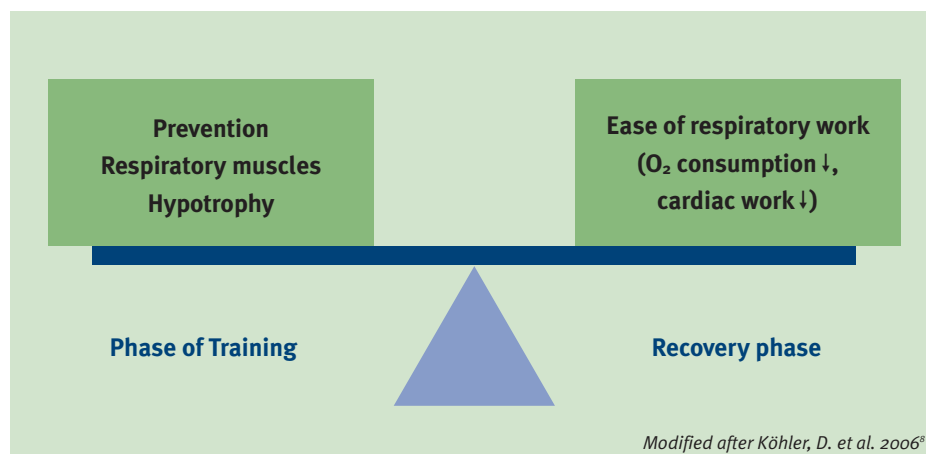 Prevention
Respiratory muscles
Hypotrophy
Ease of respiratory work
(O₂ consumption ↓,
cardiac work ↓)
Phase of Training
Recovery phase
Modified after Köhler, D. et al. 2006⁸